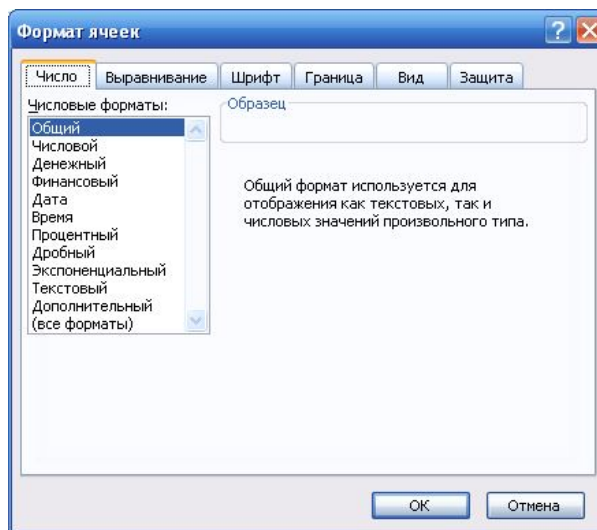 Формат ячеек
Число Выравнивание Шрифт Граница Вид Защита
Числовые форматы:
Образец
Общий
Числовой
Денежный
Финансовый
Дата
Время
Процентный
Дробный
Экспоненциальный
Текстовый
Дополнительный
(все форматы)
Общий формат используется для
отображения как текстовых, так и
числовых значений произвольного типа.
ОК Отмена